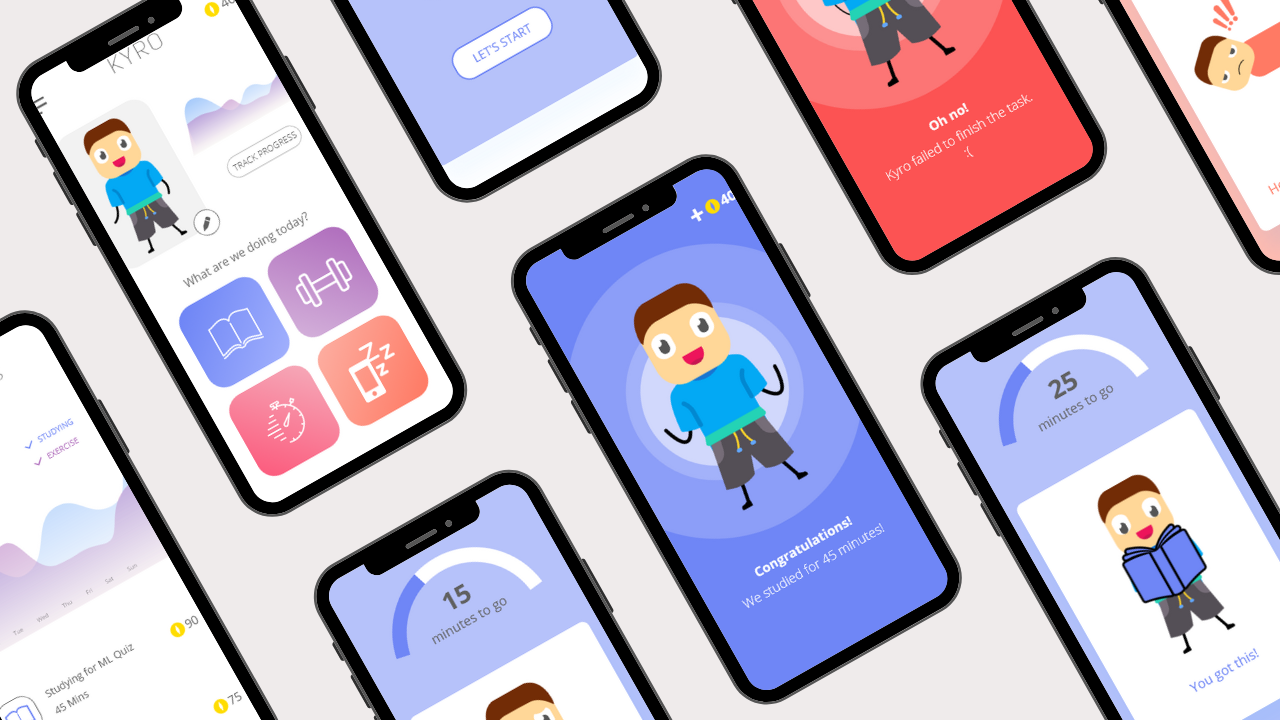 40
KYRO
TRACK PROGRESS
What are we doing today?
LET'S START
Oh no!
Kyro failed to finish the task.
:(
40
Congratulations!
We studied for 45 minutes!
25
minutes to go
You got this!
15
minutes to go
STUDYING
EXERCISE
Tue Wed Thu Fri Sat Sun
90
Studying for ML Quiz
45 Mins
75